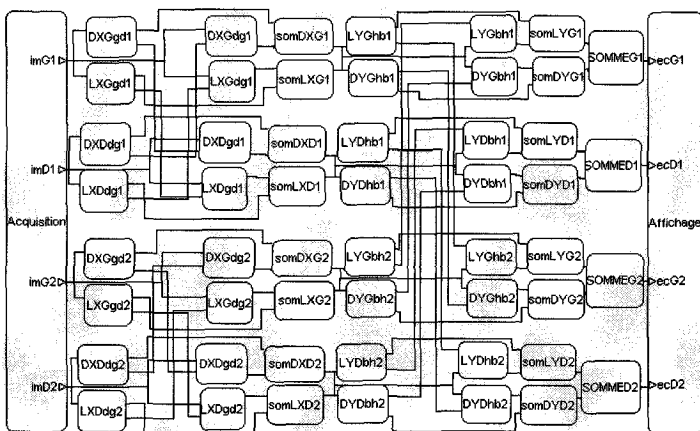 DXGgd1 DXGdg1 somDXG1 LYGhb1 LYGbh1 somLYG1
imG1 SOMMEG1 ecG1
LXGgd1 LXGdg1 somLXG1 DYGhb1 DYGbh1 somDYG1
DXDdg1 DXDgd1 somDXD1 LYDhb1 LYDbh1 somLYD1
imD1 SOMMED1 ecD1
LXDdg1 LXDgd1 somLXD1 DYDhb1 DYDbh1 somDYD1
Acquisition Affichage
DXGgd2 DXGdg2 somDXG2 LYGbh2 LYGhb2 somLYG2
imG2 SOMMEG2 ecG2
LXGgd2 LXGdg2 somLXG2 DYGbh2 DYGhb2 somDYG2
DXDdg2 DXDgd2 somDXD2 LYDbh2 LYDhb2 somLYD2
imD2 SOMMED2 ecD2
LXDdg2 LXDgd2 somLXD2 DYDbh2 DYDhb2 somDYD2